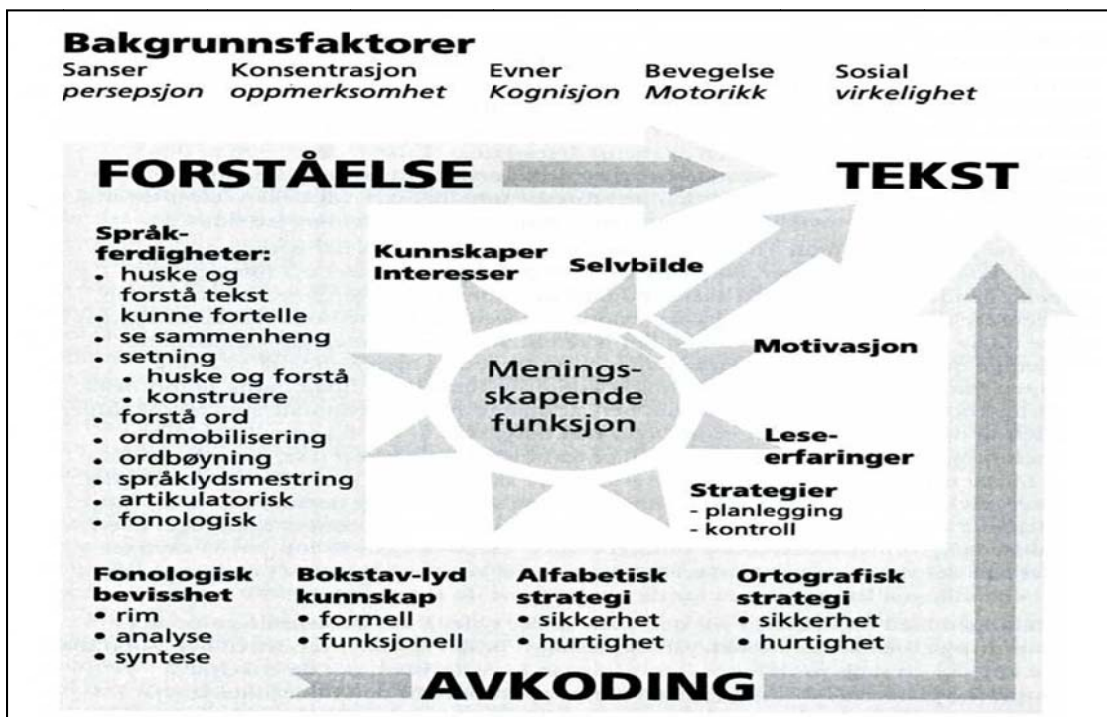 Bakgrunnsfaktorer
Sanser Konsentrasjon Evner Bevegelse Sosial
persepsjon oppmerksomhet Kognisjon Motorikk virkelighet
FORSTÅELSE TEKST
Språk-
ferdigheter:
• huske og
forstå tekst
• kunne fortelle
• se sammenheng
• setning
• huske og forstå
• konstruere
• forstå ord
• ordmobilisering
• ordbøyning
• språklydsmestring
• artikulatorisk
• fonologisk
Kunnskaper
Interesser
Selvbilde
Motivasjon
Menings-
skapende
funksjon
Lese-
erfaringer
Strategier
- planlegging
- kontroll
Fonologisk
bevissthet
• rim
• analyse
• syntese
Bokstav-lyd
kunnskap
• formell
• funksjonell
Alfabetisk
strategi
• sikkerhet
• hurtighet
Ortografisk
strategi
• sikkerhet
• hurtighet
AVKODING